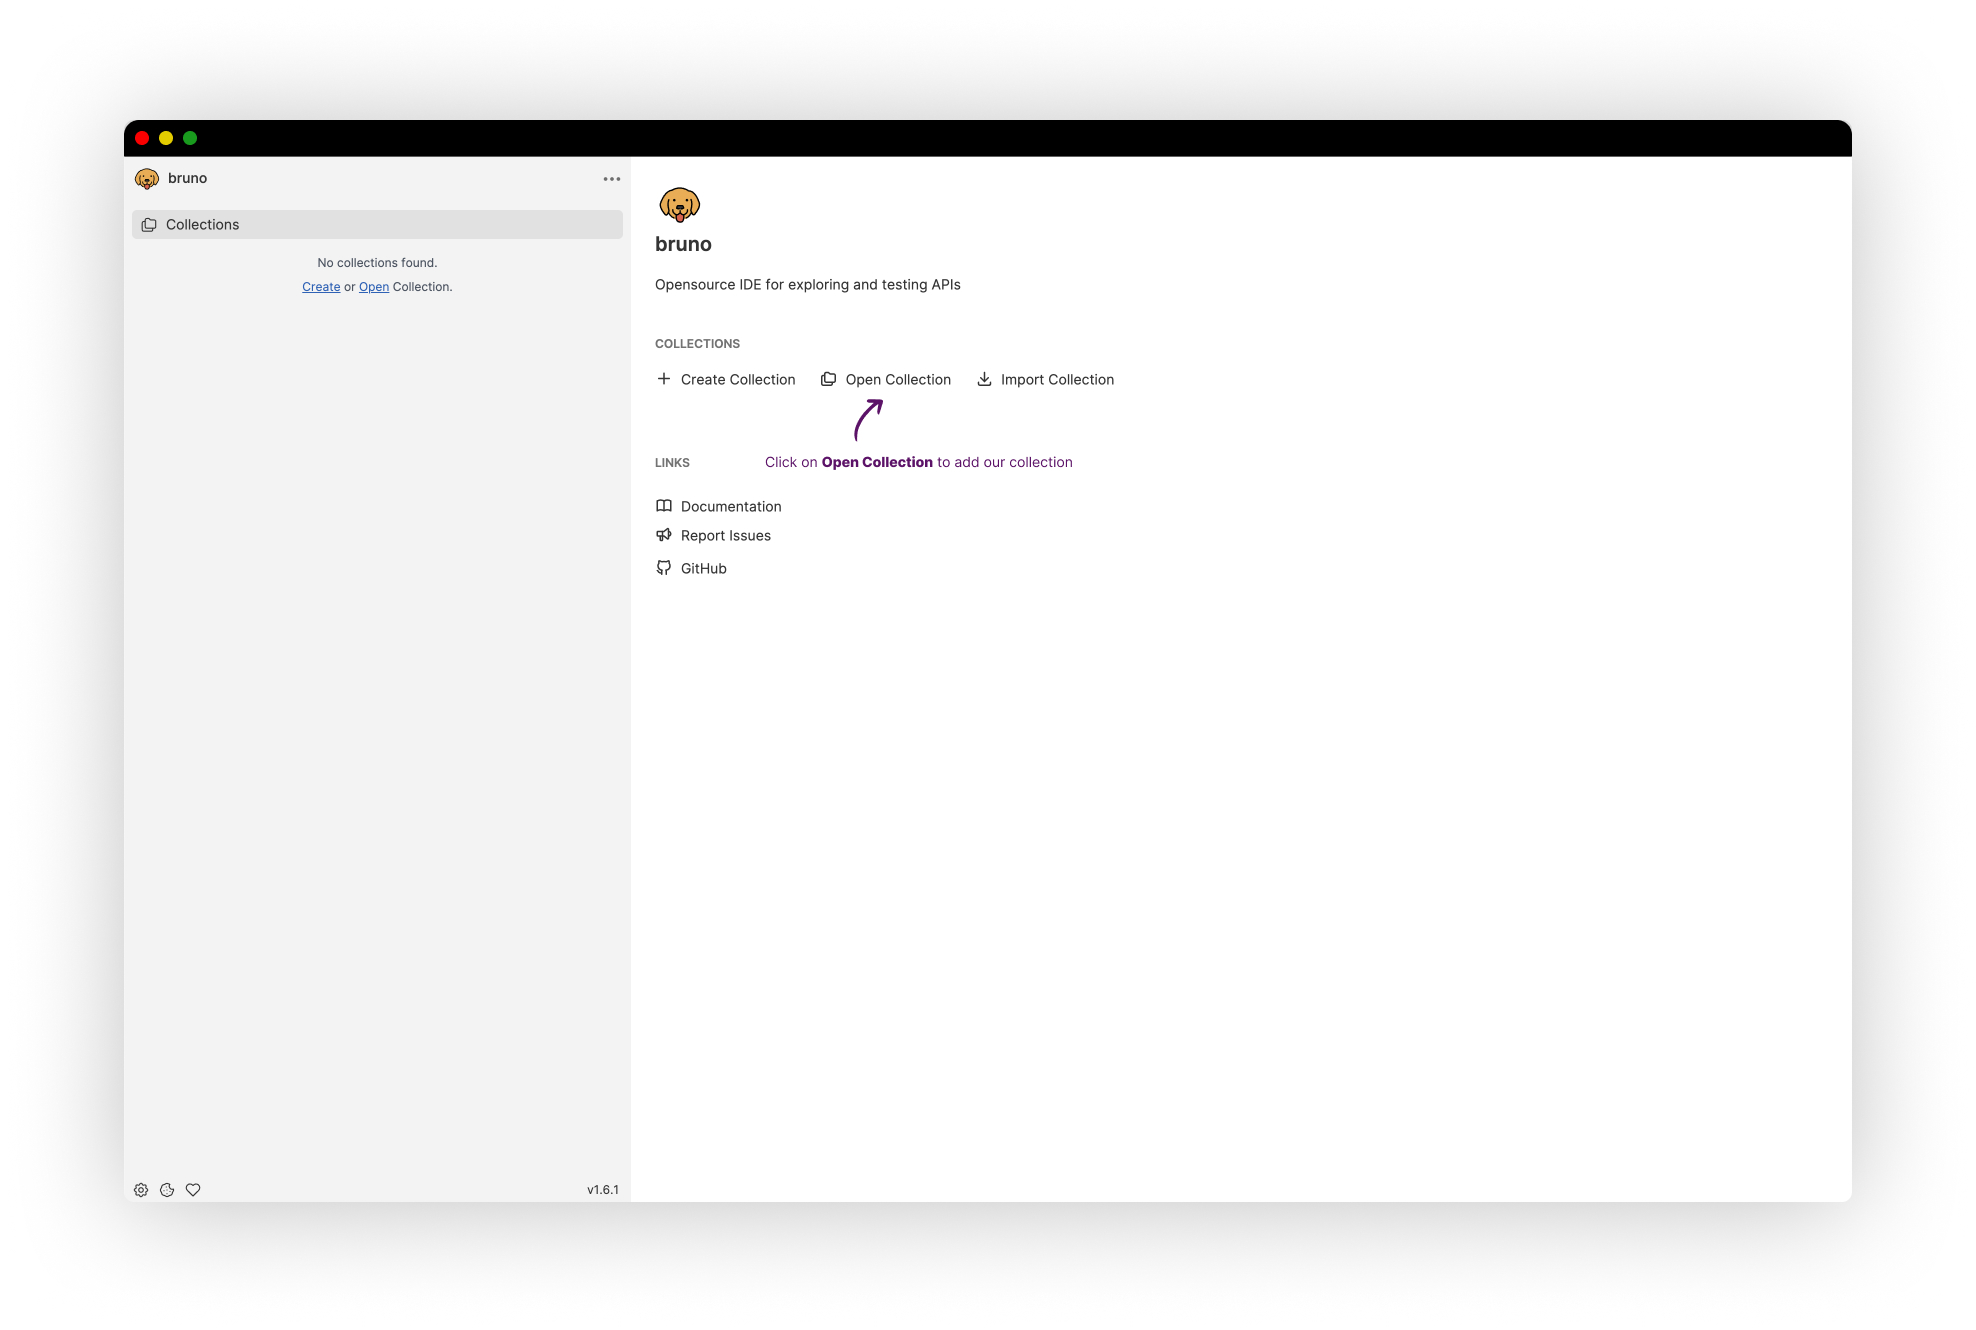 bruno
Collections
No collections found.
Create or Open Collection.
v1.6.1
bruno
Opensource IDE for exploring and testing APIs
COLLECTIONS
Create Collection Open Collection Import Collection
Click on Open Collection to add our collection
LINKS
Documentation
Report Issues
GitHub